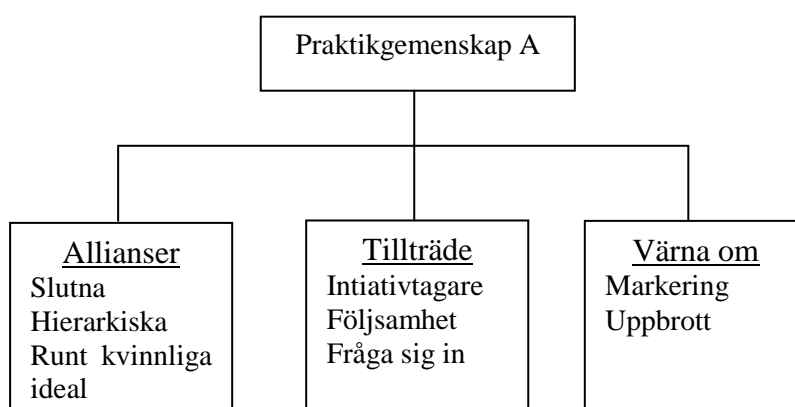 Praktikgemenskap A
Allianser
Slutna
Hierarkiska
Runt kvinnliga
ideal
Tillträde
Intiativtagare
Följsamhet
Fråga sig in
Värna om
Markering
Uppbrott